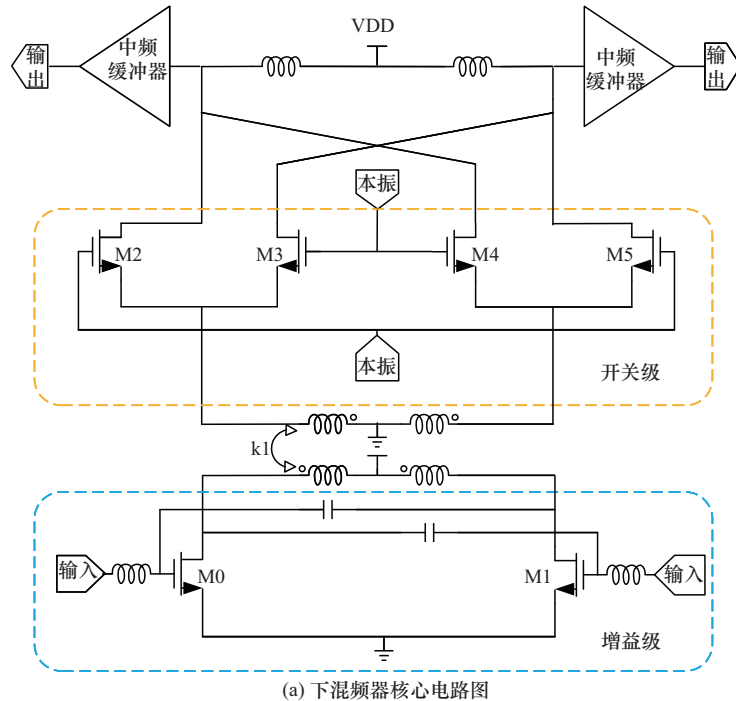 VDD
输出
中频
缓冲器
中频
缓冲器
输出
本振
M2
M3
M4
M5
本振
开关级
k1
输入
M0
M1
输入
增益级
(a) 下混频器核心电路图